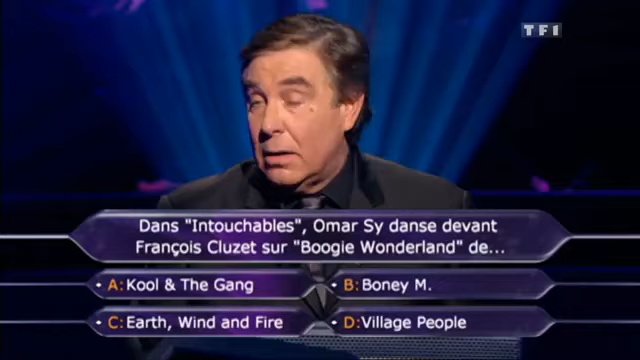 TF1
Dans "Intouchables", Omar Sy danse devant
François Cluzet sur "Boogie Wonderland" de...
A: Kool & The Gang
B: Boney M.
C: Earth, Wind and Fire
D: Village People